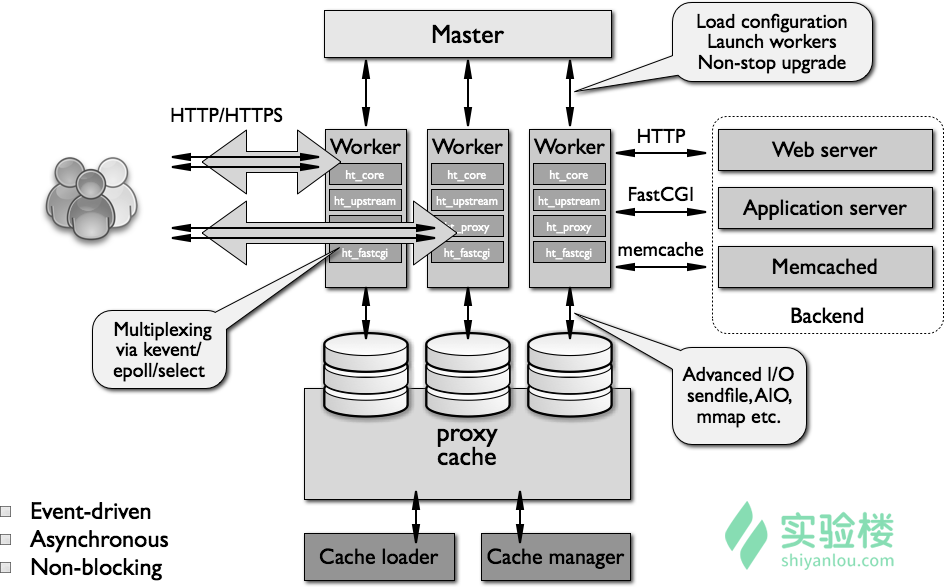 Master
Load configuration
Launch workers
Non-stop upgrade
HTTP/HTTPS
Worker
ht_core
ht_upstream
ht_fastcgi
Worker
ht_core
ht_upstream
ht_proxy
ht_fastcgi
Worker
ht_core
ht_upstream
ht_proxy
ht_fastcgi
HTTP
FastCGI
memcache
Web server
Application server
Memcached
Backend
Multiplexing
via kevent/
epoll/select
Advanced I/O
sendfile, AIO,
mmap etc.
proxy
cache
Cache loader
Cache manager
Event-driven
Asynchronous
Non-blocking
实验楼
shiyanlou.com